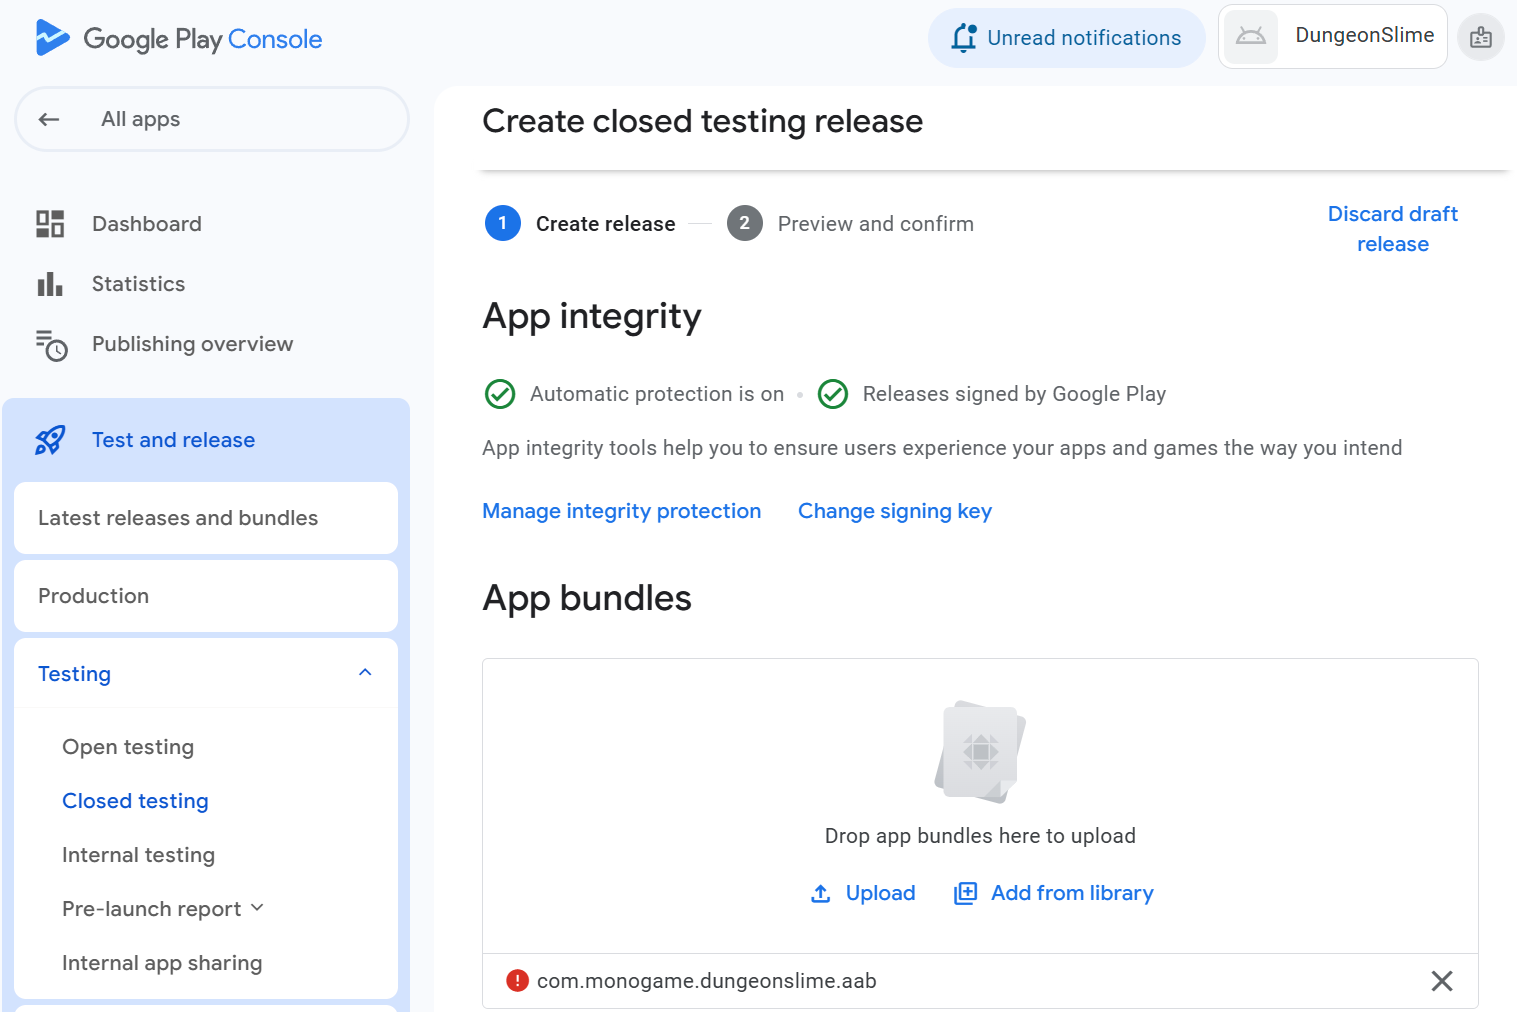 Google Play Console
Unread notifications
DungeonSlime
All apps
Create closed testing release
Dashboard
Statistics
Publishing overview
1 Create release
2 Preview and confirm
Discard draft
release
App integrity
Automatic protection is on • Releases signed by Google Play
App integrity tools help you to ensure users experience your apps and games the way you intend
Manage integrity protection
Change signing key
Test and release
Latest releases and bundles
Production
Testing
Open testing
Closed testing
Internal testing
Pre-launch report
Internal app sharing
App bundles
Drop app bundles here to upload
Upload
Add from library
com.monogame.dungeonslime.aab